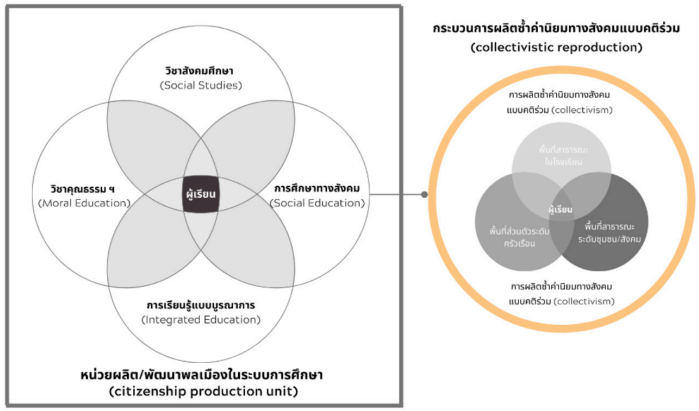 วิชาสังคมศึกษา
(Social Studies)
วิชาคุณธรรม ฯ
(Moral Education)
ผู้เรียน
การศึกษาทางสังคม
(Social Education)
การเรียนรู้แบบบูรณาการ
(Integrated Education)
หน่วยผลิต/พัฒนาพลเมืองในระบบการศึกษา
(citizenship production unit)
กระบวนการผลิตซ้ำค่านิยมทางสังคมแบบคติร่วม
(collectivistic reproduction)
การผลิตซ้ำค่านิยมทางสังคม
แบบคติร่วม (collectivism)
พื้นที่สาธารณะ
ในโรงเรียน
ผู้เรียน
พื้นที่ส่วนตัวระดับ
ครัวเรือน
พื้นที่สาธารณะ
ระดับชุมชน/สังคม
การผลิตซ้ำค่านิยมทางสังคม
แบบคติร่วม (collectivism)